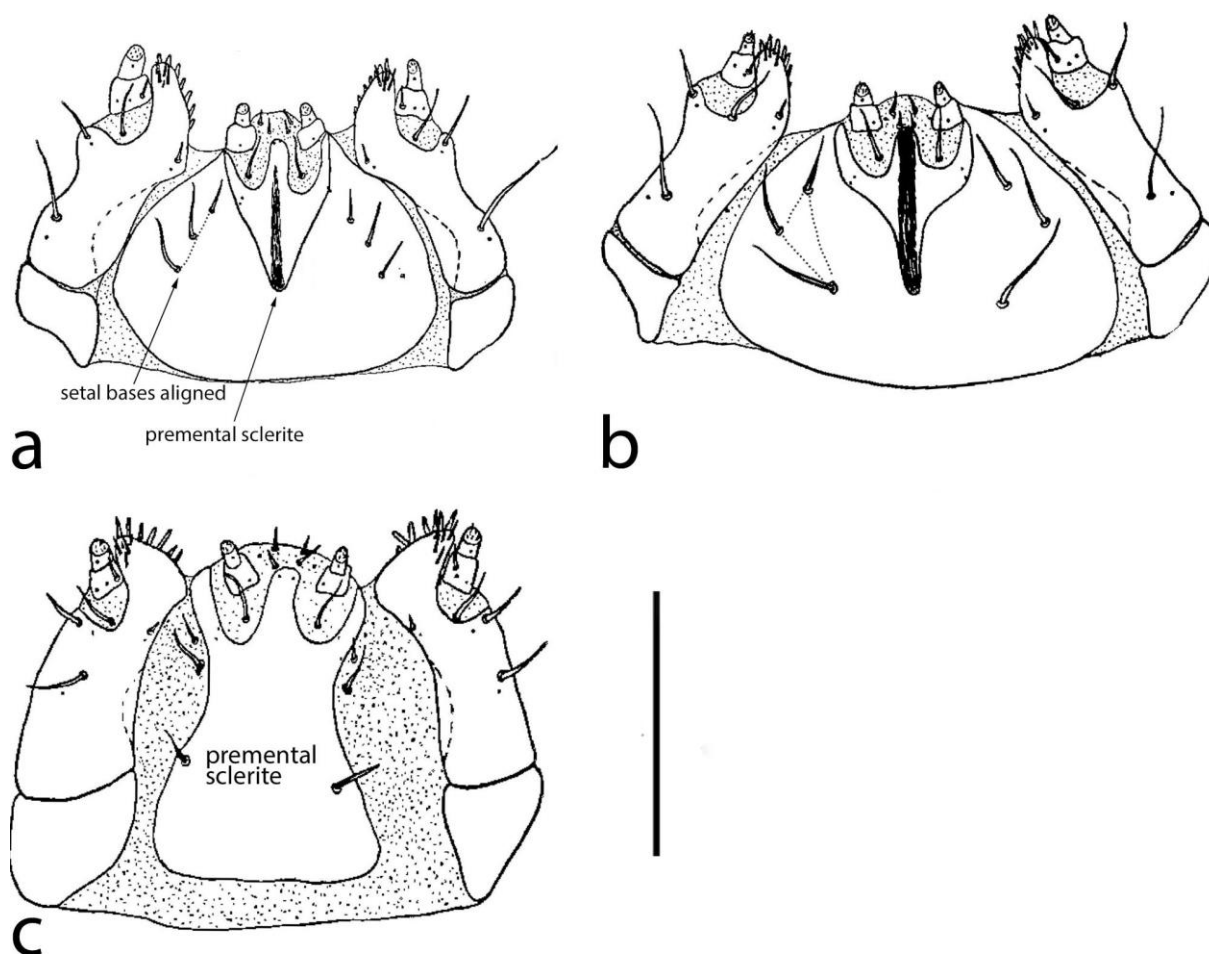 setal bases aligned
premental sclerite
a
b
premental
sclerite
c